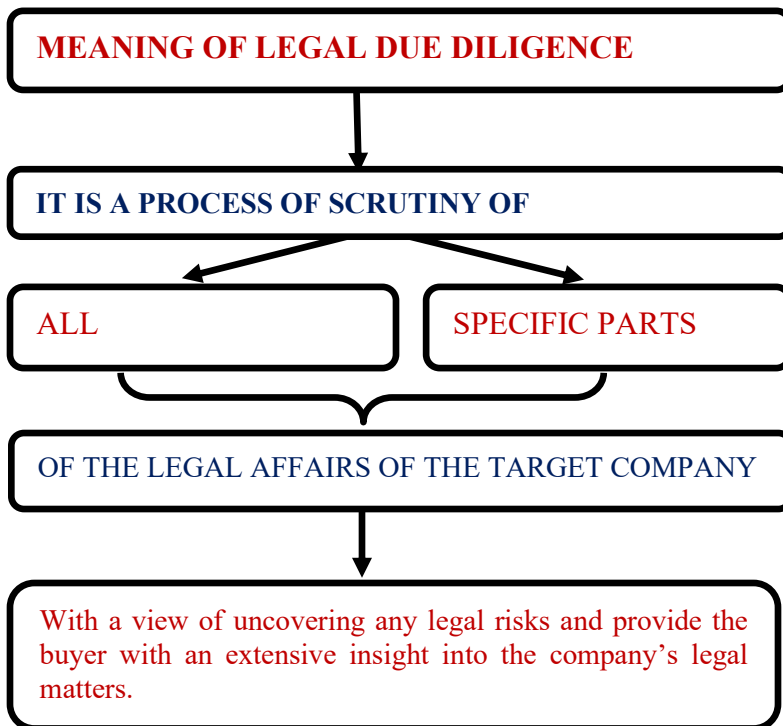 MEANING OF LEGAL DUE DILIGENCE
IT IS A PROCESS OF SCRUTINY OF
ALL
SPECIFIC PARTS
OF THE LEGAL AFFAIRS OF THE TARGET COMPANY
With a view of uncovering any legal risks and provide the
buyer with an extensive insight into the company’s legal
matters.